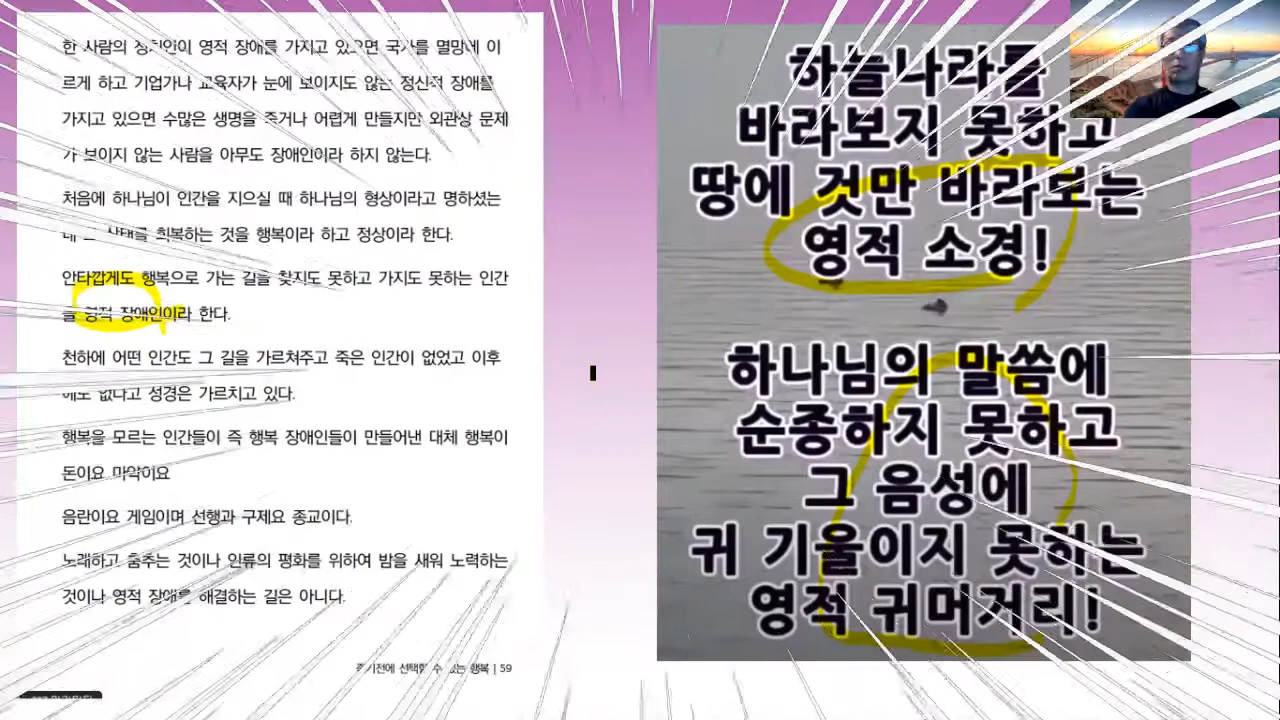 한 사람의 정치인이 영적 장애를 가지고 있으면 국가를 멸망에 이
르게 하고 기업가나 교육자가 눈에 보이지도 않는 정신적 장애를
가지고 있으면 수많은 생명을 죽거나 어렵게 만들지만 외관상 문제
가 보이지 않는 사람을 아무도 장애인이라 하지 않는다.
처음에 하나님이 인간을 지으실 때 하나님의 형상이라고 명하셨는
데 그 상태를 회복하는 것을 행복이라 하고 정상이라 한다.
안타깝게도 행복으로 가는 길을 찾지도 못하고 가지도 못하는 인간
을 영적 장애인이라 한다.
천하에 어떤 인간도 그 길을 가르쳐주고 죽은 인간이 없었고 이후
에도 없다고 성경은 가르치고 있다.
행복을 모르는 인간들이 즉 행복 장애인들이 만들어낸 대체 행복이
돈이요 마약이요
음란이요 게임이며 선행과 구제요 종교이다.
노래하고 춤추는 것이나 인류의 평화를 위하여 밤을 새워 노력하는
것이나 영적 장애를 해결하는 길은 아니다.
선택할 수 있는 행복 | 59
하늘나라를
바라보지 못하고
땅에 것만 바라보는
영적 소경!
하나님의 말씀에
순종하지 못하고
그 음성에
귀 기울이지 못하는
영적 귀머거리!